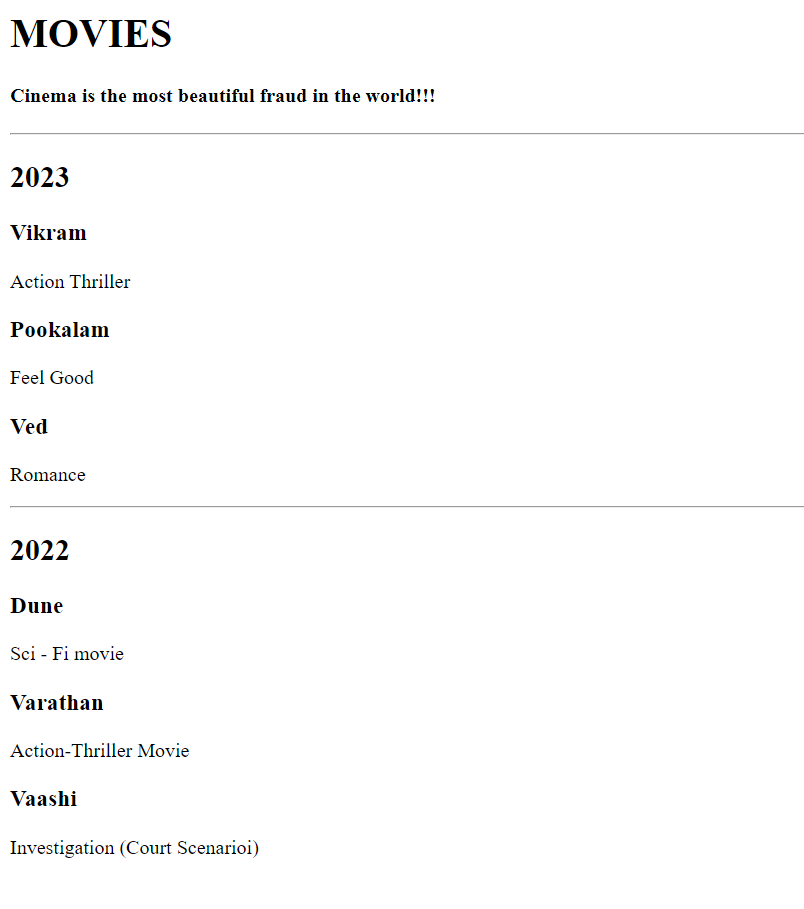 MOVIES
Cinema is the most beautiful fraud in the world!!!
2023
Vikram
Action Thriller
Pookalam
Feel Good
Ved
Romance
2022
Dune
Sci - Fi movie
Varathan
Action-Thriller Movie
Vaashi
Investigation (Court Scenarioi)